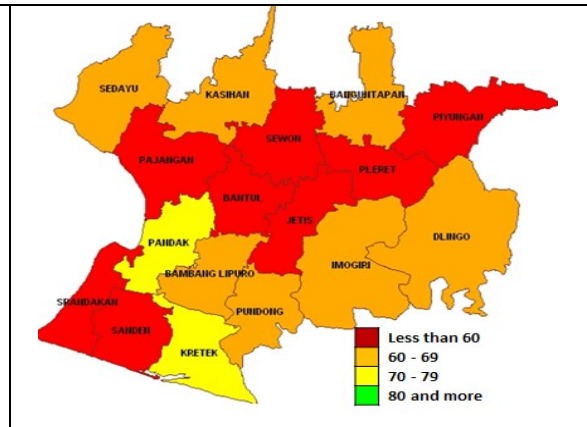 SEDAYU
KASIHAN
BANGUNTAPAN
PIYUNGAN
SEWON
PAJANGAN
PLERET
BANTUL
JETIS
DLINGO
PANDAK
IMOGIRI
BAMBANG LIPURO
SRANDAKAN
PUNDONG
SANDEN
KRETEK
Less than 60
60 - 69
70 - 79
80 and more